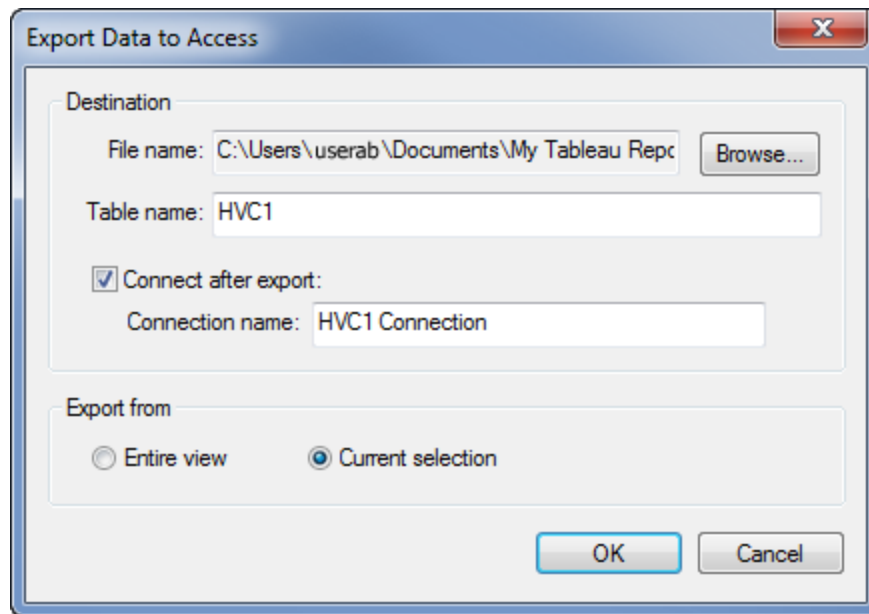 Export Data to Access
Destination
File name: C:\Users\userab\Documents\My Tableau Repo Browse...
Table name: HVC1
Connect after export:
Connection name: HVC1 Connection
Export from
Entire view Current selection
OK Cancel